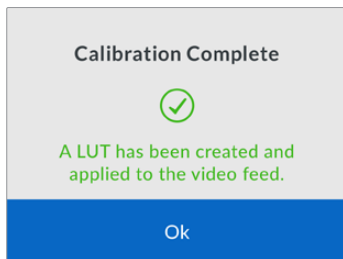 Calibration Complete
A LUT has been created and
applied to the video feed.
Ok